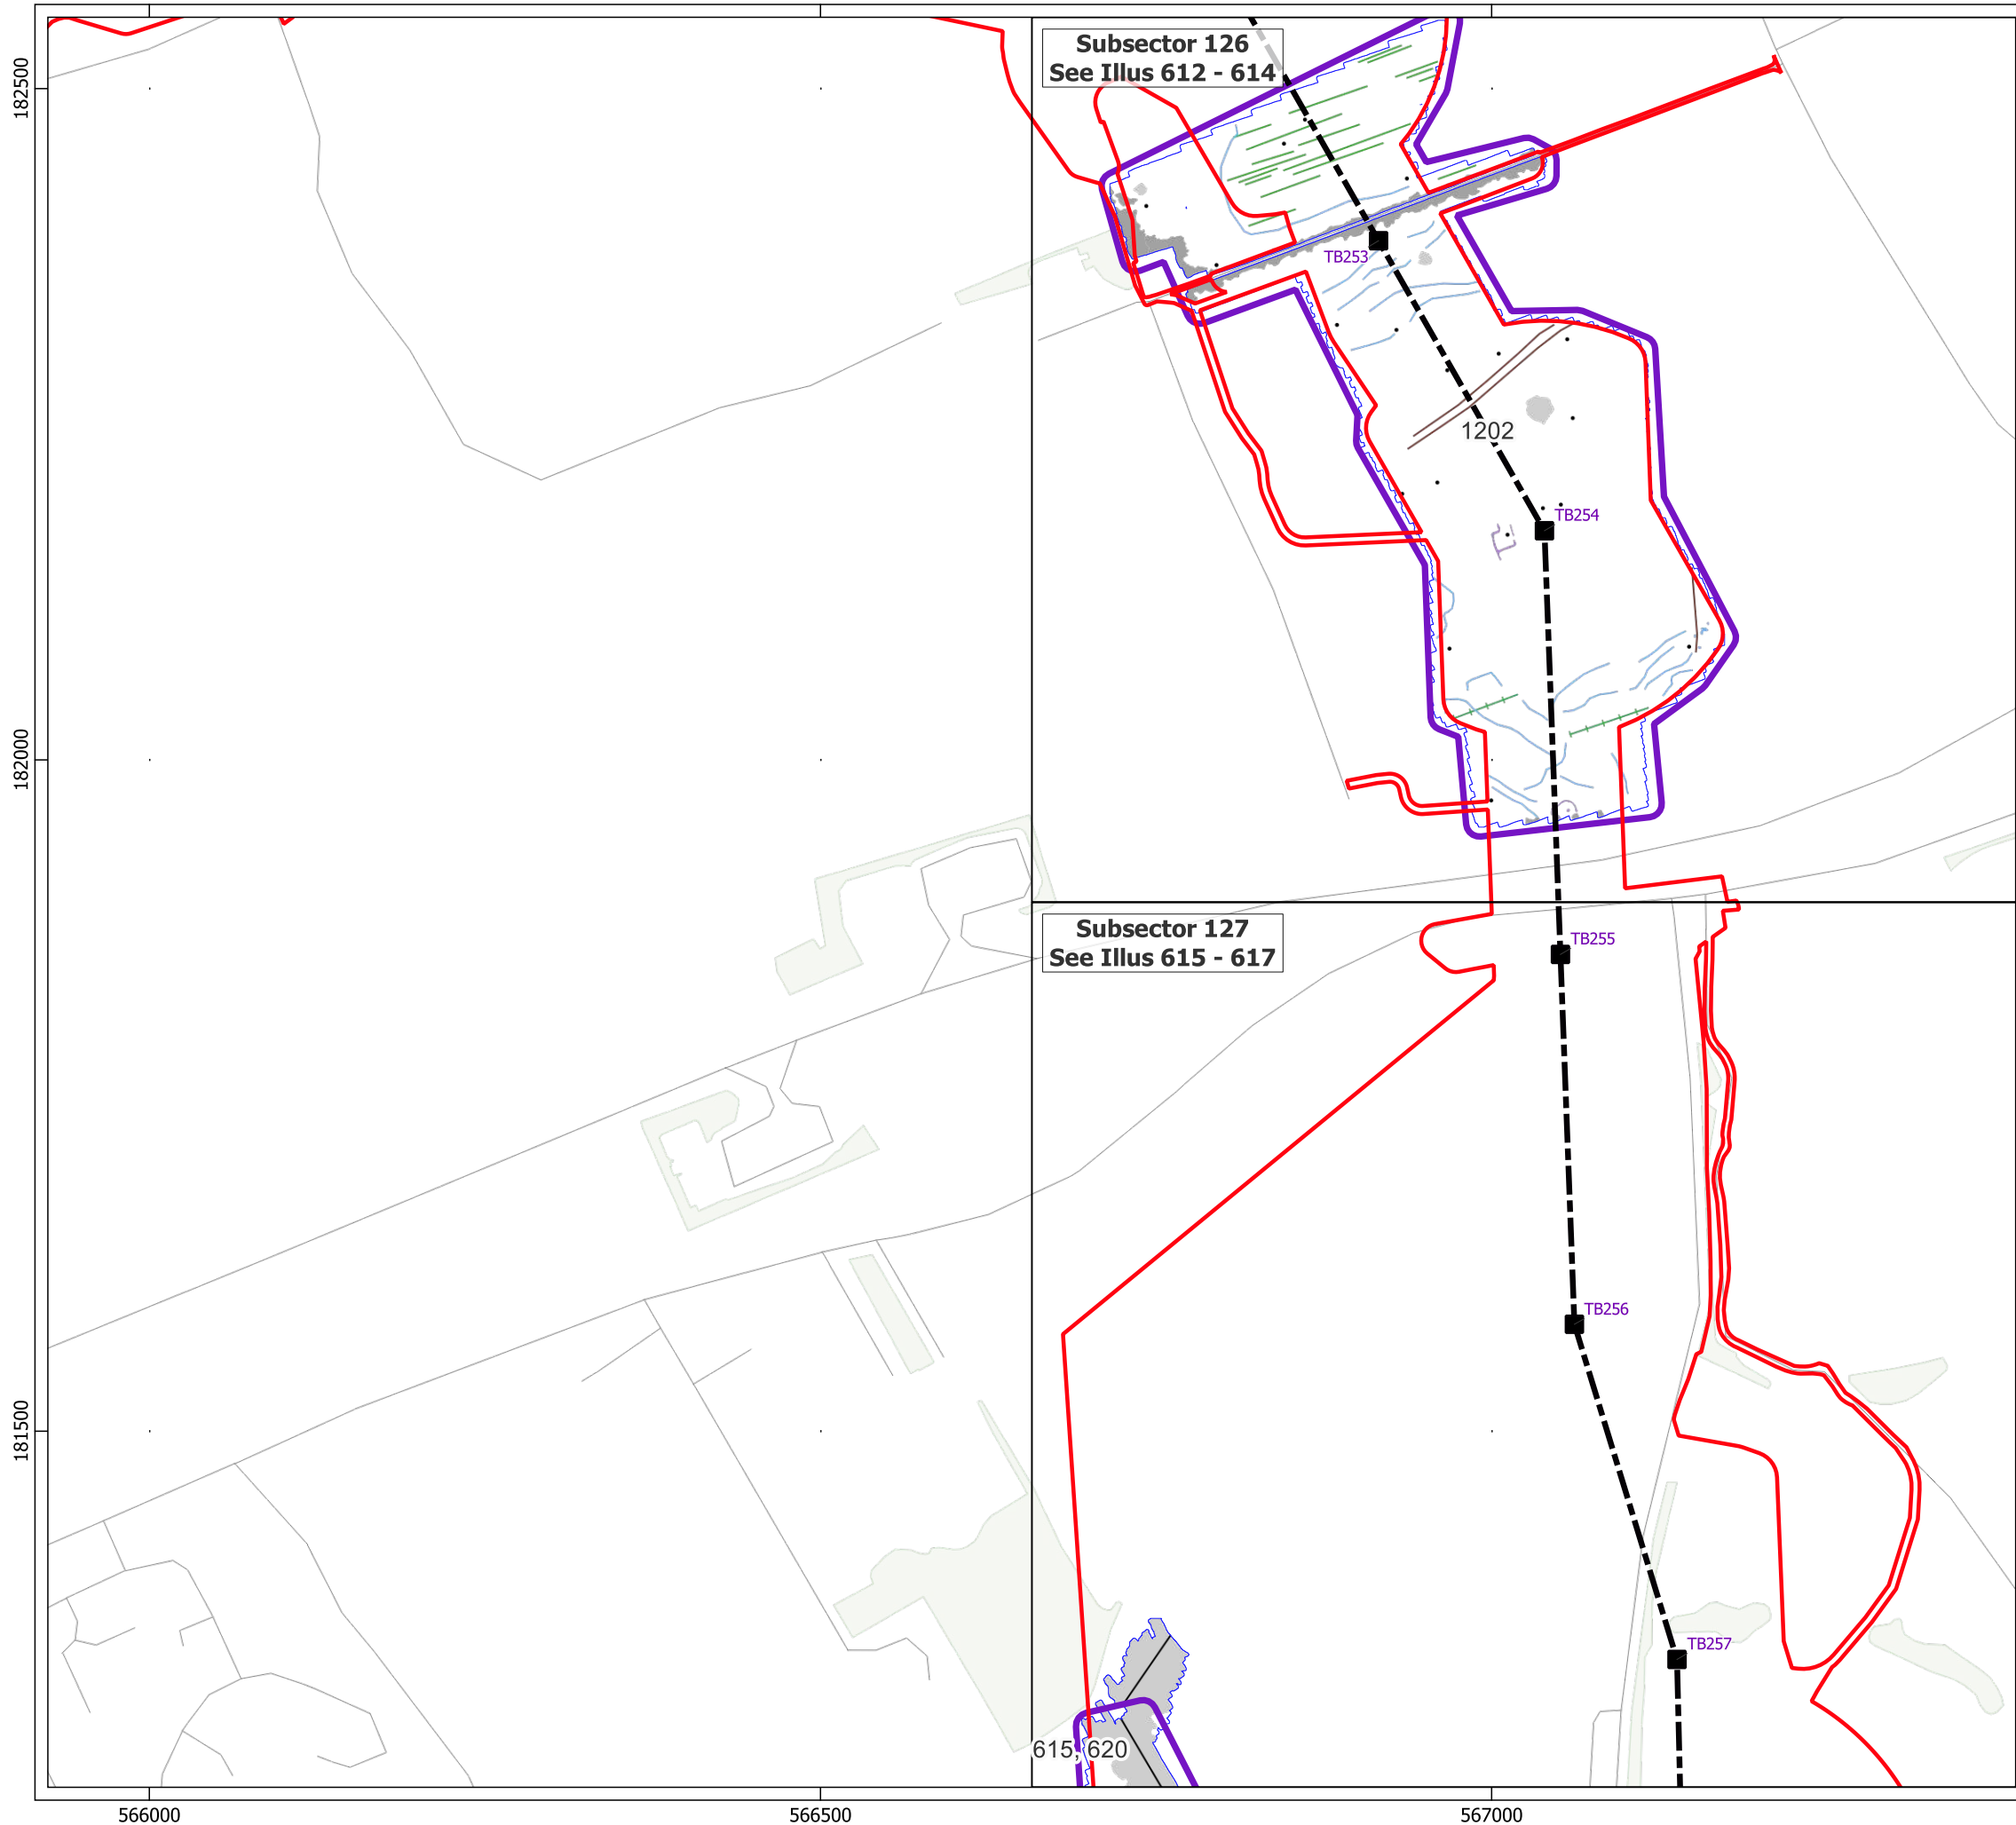 Subsector 126
See Illus 612 - 614
182500
TB253
1202
TB254
182000
Subsector 127
See Illus 615 - 617
TB255
TB256
181500
TB257
615, 620
566000
566500
567000